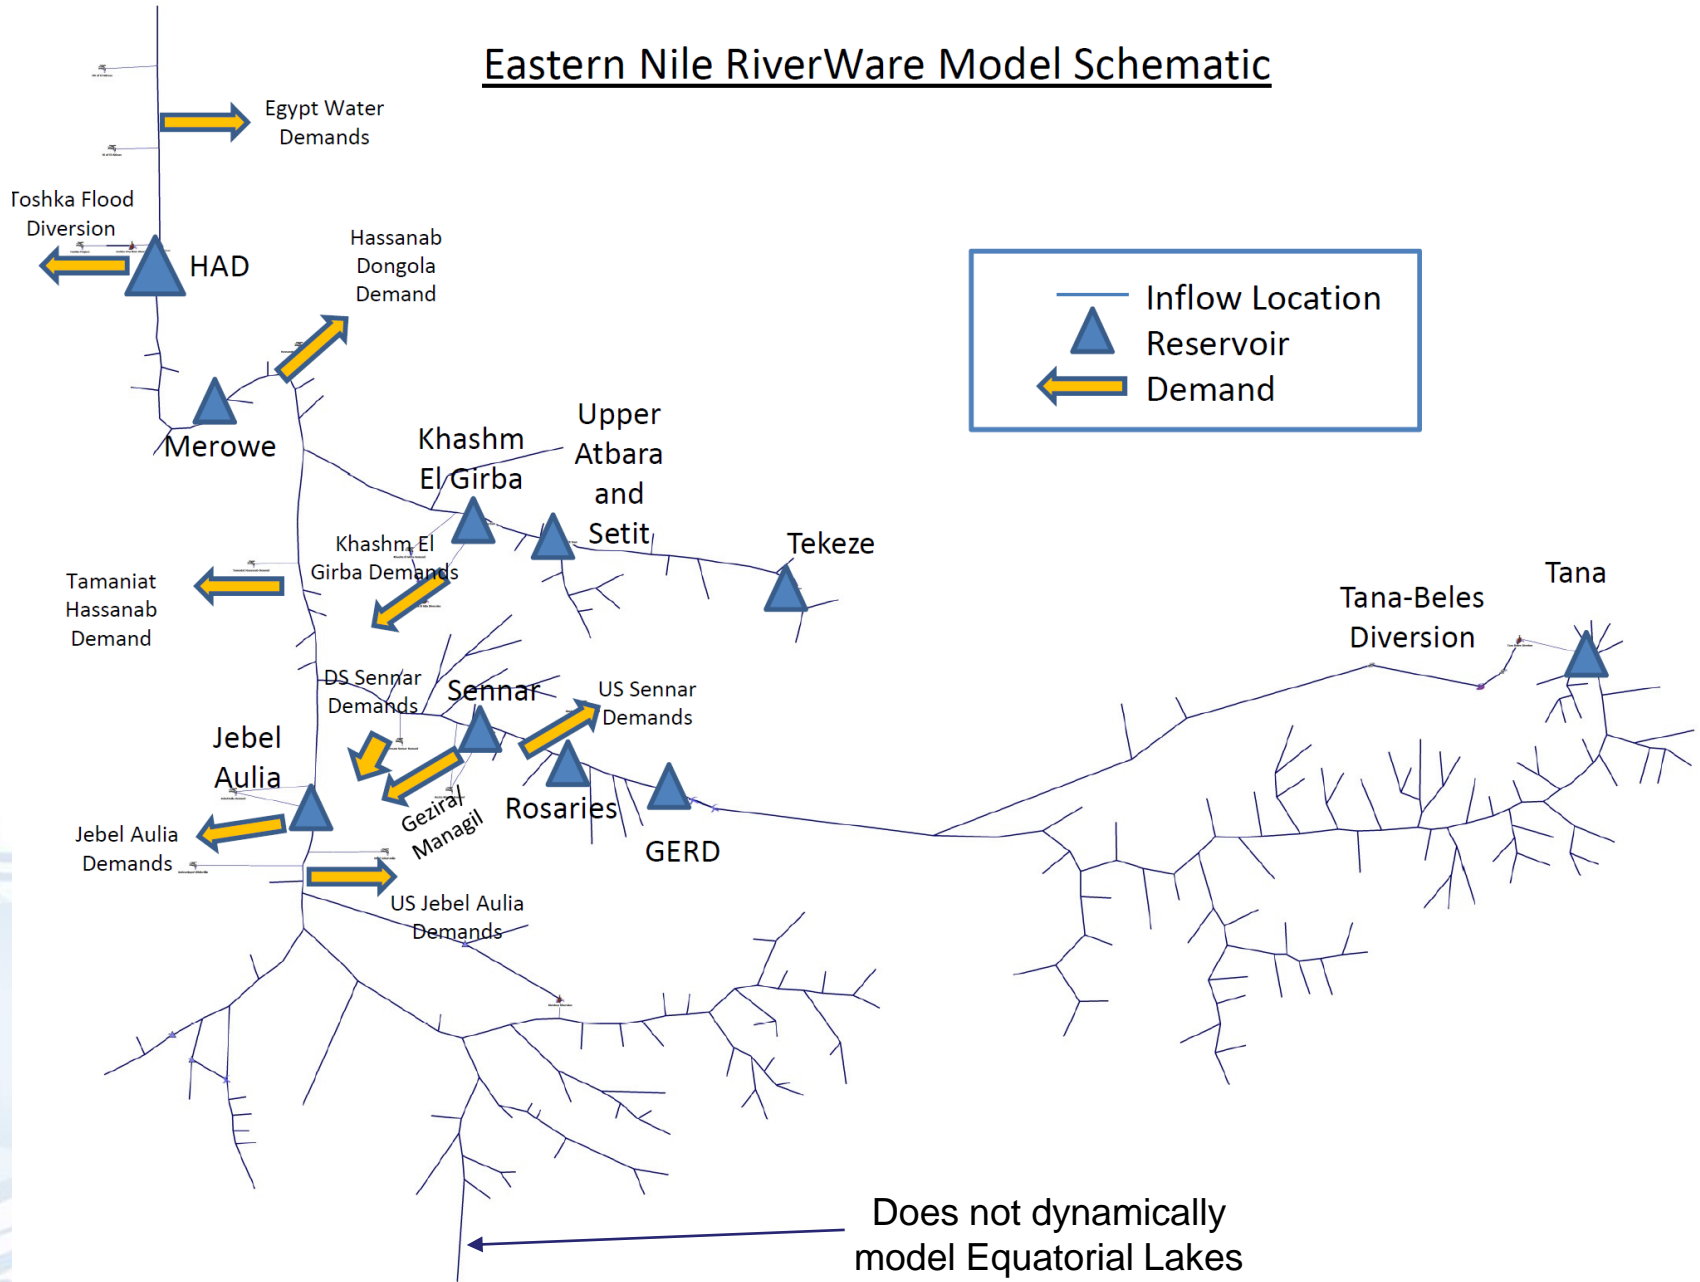 Eastern Nile RiverWare Model Schematic
Egypt Water
Demands
Toshka Flood
Diversion
HAD
Hassanab
Dongola
Demand
Inflow Location
Reservoir
Demand
Merowe
Khashm
El Girba
Upper
Atbara
and
Setit
Tekeze
Khashm El
Girba Demands
Tamaniat
Hassanab
Demand
Tana-Beles
Diversion
Tana
DS Sennar
Demands
Sennar
US Sennar
Demands
Jebel
Aulia
Rosaries
Gezira/
Managil
GERD
Jebel Aulia
Demands
US Jebel Aulia
Demands
Does not dynamically
model Equatorial Lakes